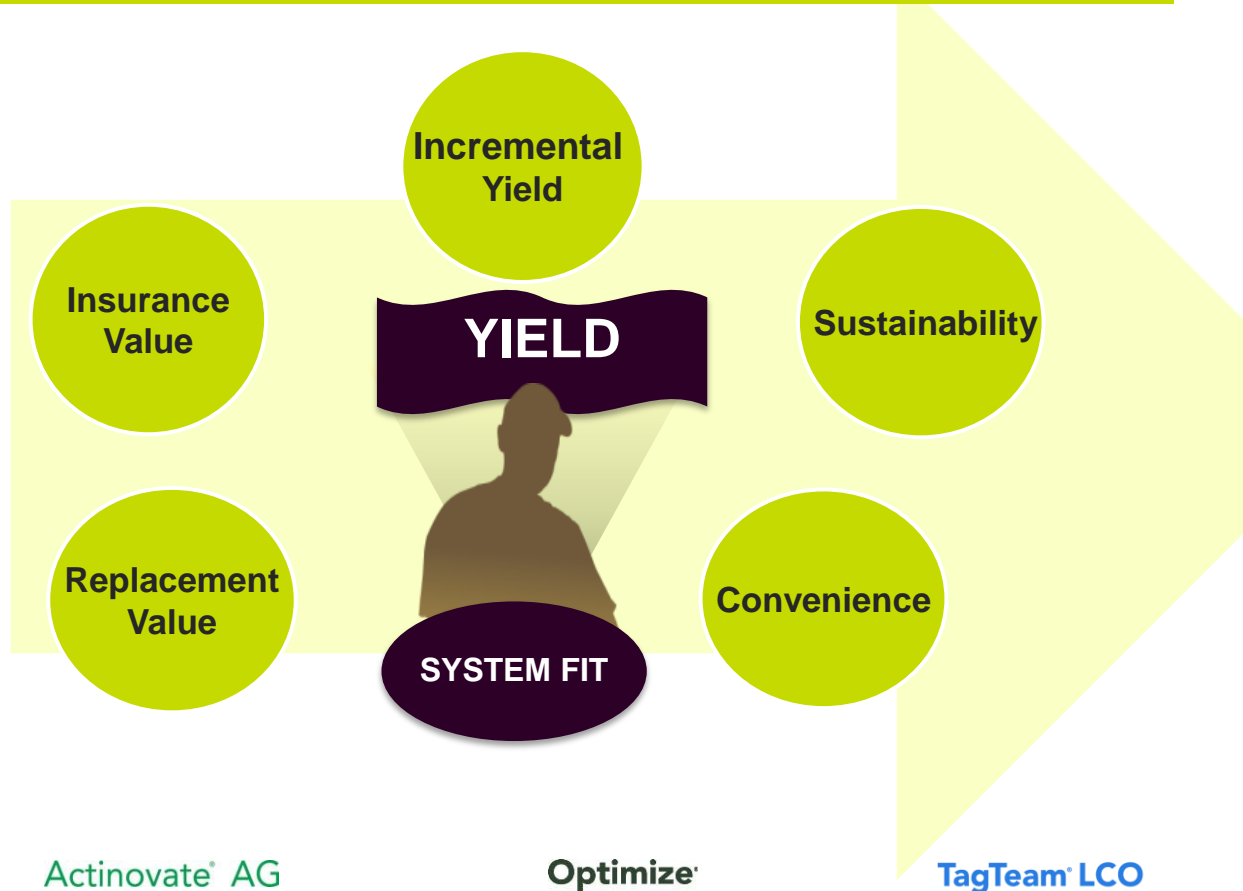 Incremental
Yield
Insurance
Value
YIELD
Sustainability
Replacement
Value
Convenience
SYSTEM FIT
Actinovate® AG
Optimize®
TagTeam® LCO